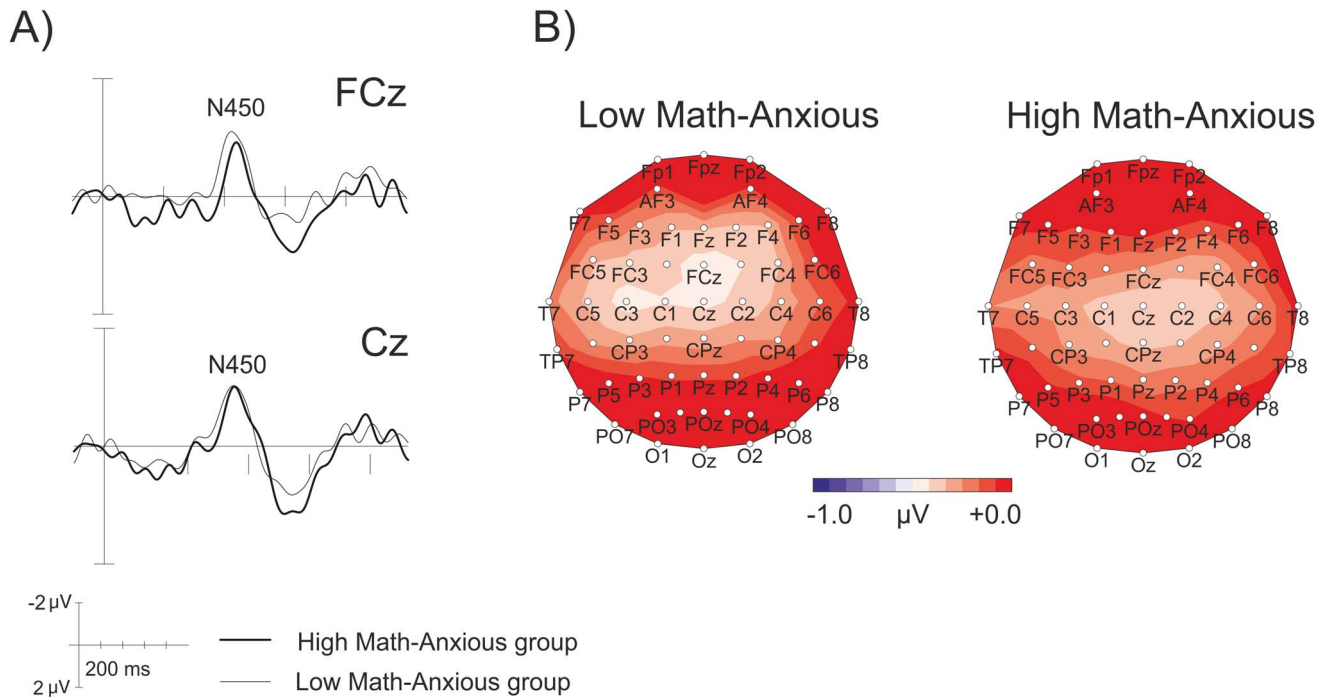 A)
B)
FCz
N450
Cz
N450
-2 µV
200 ms
2 µV
High Math-Anxious group
Low Math-Anxious group
Low Math-Anxious
Fp1 Fpz Fp2
AF3 AF4
F7 F5 F3 F1 Fz F2 F4 F6 F8
FC5 FC3 FCz FC4 FC6
T7 C5 C3 C1 Cz C2 C4 C6 T8
TP7 CP3 CPz CP4 TP8
P7 P5 P3 P1 Pz P2 P4 P6 P8
PO7 PO3 POz PO4 PO8
O1 Oz O2
High Math-Anxious
Fp1 Fpz Fp2
AF3 AF4
F7 F5 F3 F1 Fz F2 F4 F6 F8
FC5 FC3 FCz FC4 FC6
T7 C5 C3 C1 Cz C2 C4 C6 T8
TP7 CP3 CPz CP4 TP8
P7 P5 P3 P1 Pz P2 P4 P6 P8
PO7 PO3 POz PO4 PO8
O1 Oz O2
-1.0 µV +0.0